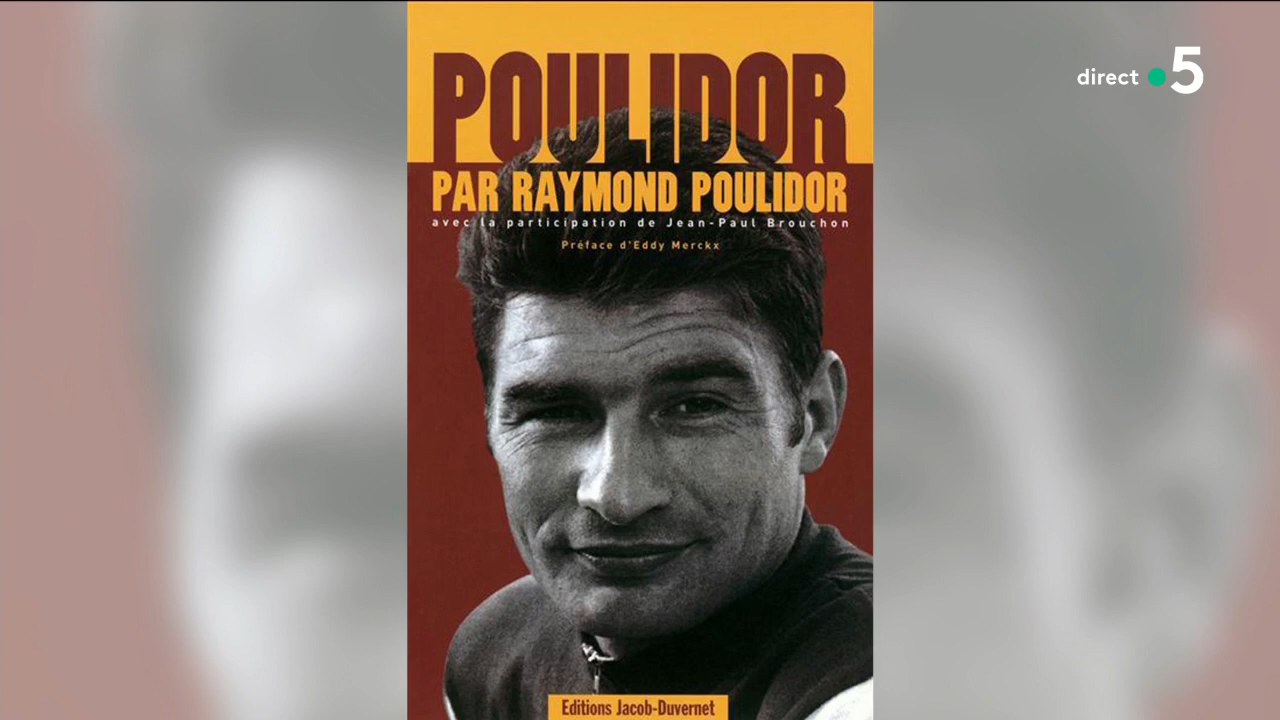 POULIDOR
PAR RAYMOND POULIDOR
avec la participation de Jean-Paul Brouchon
Préface d'Eddy Merckx
direct 5
Editions Jacob-Duvernet